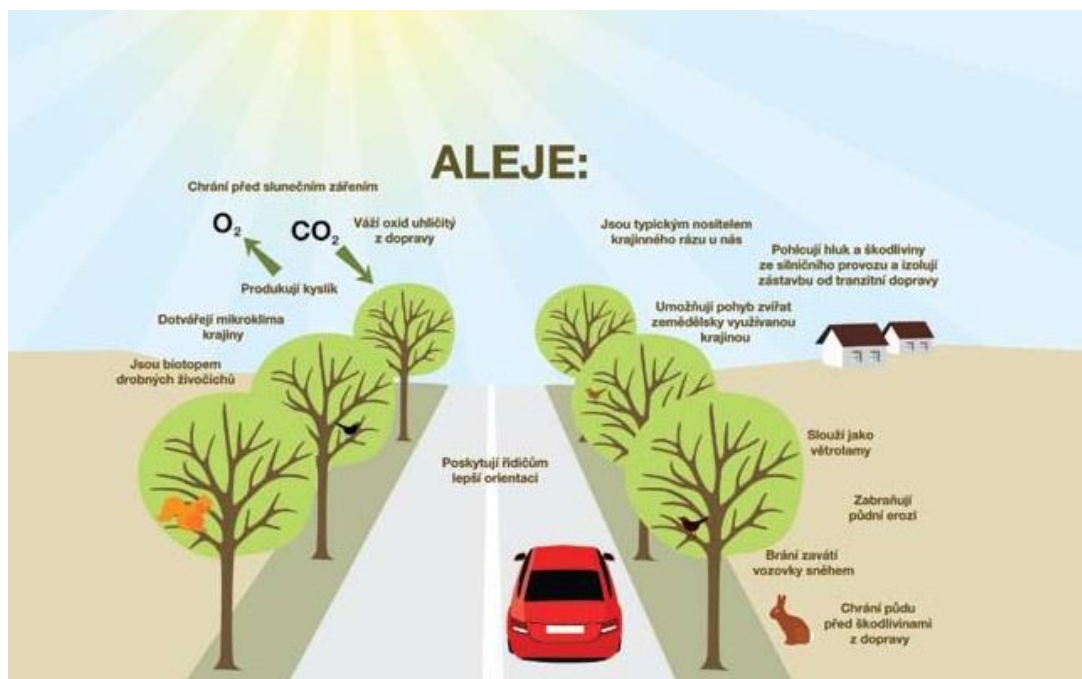 ALEJE:
Chrání před slunečním zářením
O2
CO2
Váží oxid uhličitý
z dopravy
Produkují kyslík
Dotvářejí mikroklima
krajiny
Jsou biotopem
drobných živočichů
Poskytují řidičům
lepší orientaci
Jsou typickým nositelem
krajinného rázu u nás
Pohlcují hluk a škodliviny
ze silničního provozu a izolují
zástavbu od tranzitní dopravy
Umožňují pohyb zvířat
zemědělsky využívanou
krajinou
Slouží jako
větrolamy
Zabraňují
půdní erozi
Brání zavátí
vozovky sněhem
Chrání půdu
před škodlivinami
z dopravy